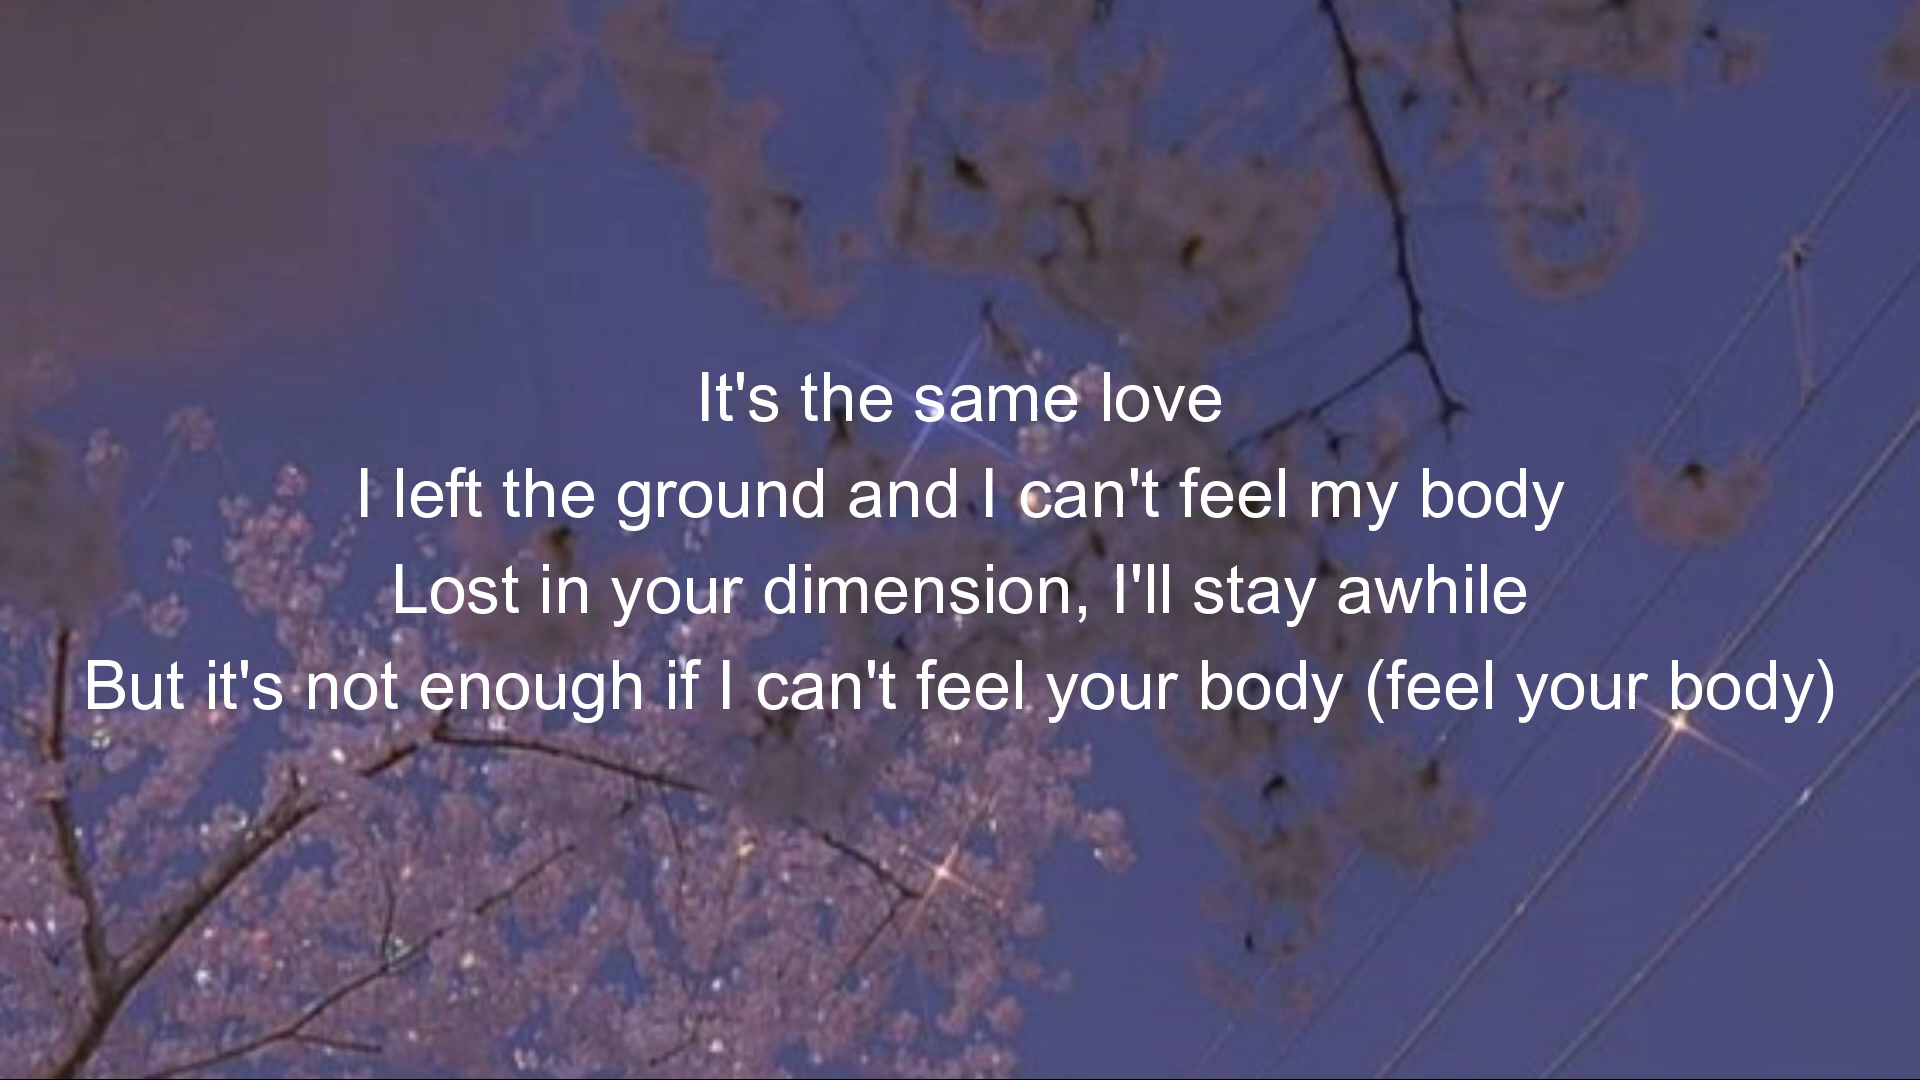 It's the same love
I left the ground and I can't feel my body
Lost in your dimension, I'll stay awhile
But it's not enough if I can't feel your body (feel your body)